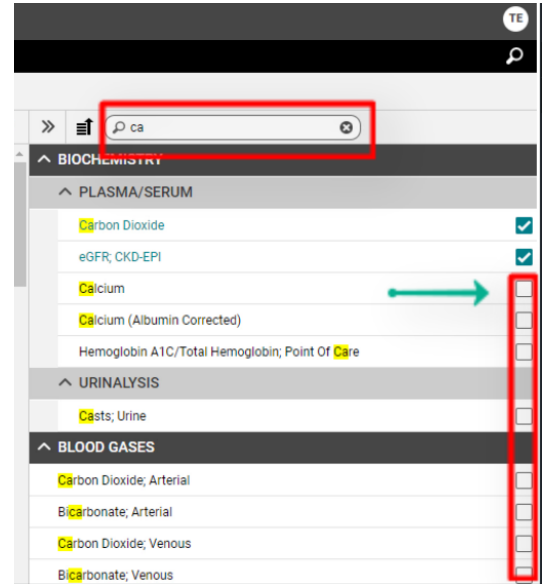 TE
ca
BIOCHEMISTRY
PLASMA/SERUM
Carbon Dioxide
eGFR; CKD-EPI
Calcium
Calcium (Albumin Corrected)
Hemoglobin A1C/Total Hemoglobin; Point Of Care
URINALYSIS
Casts; Urine
BLOOD GASES
Carbon Dioxide; Arterial
Bicarbonate; Arterial
Carbon Dioxide; Venous
Bicarbonate; Venous